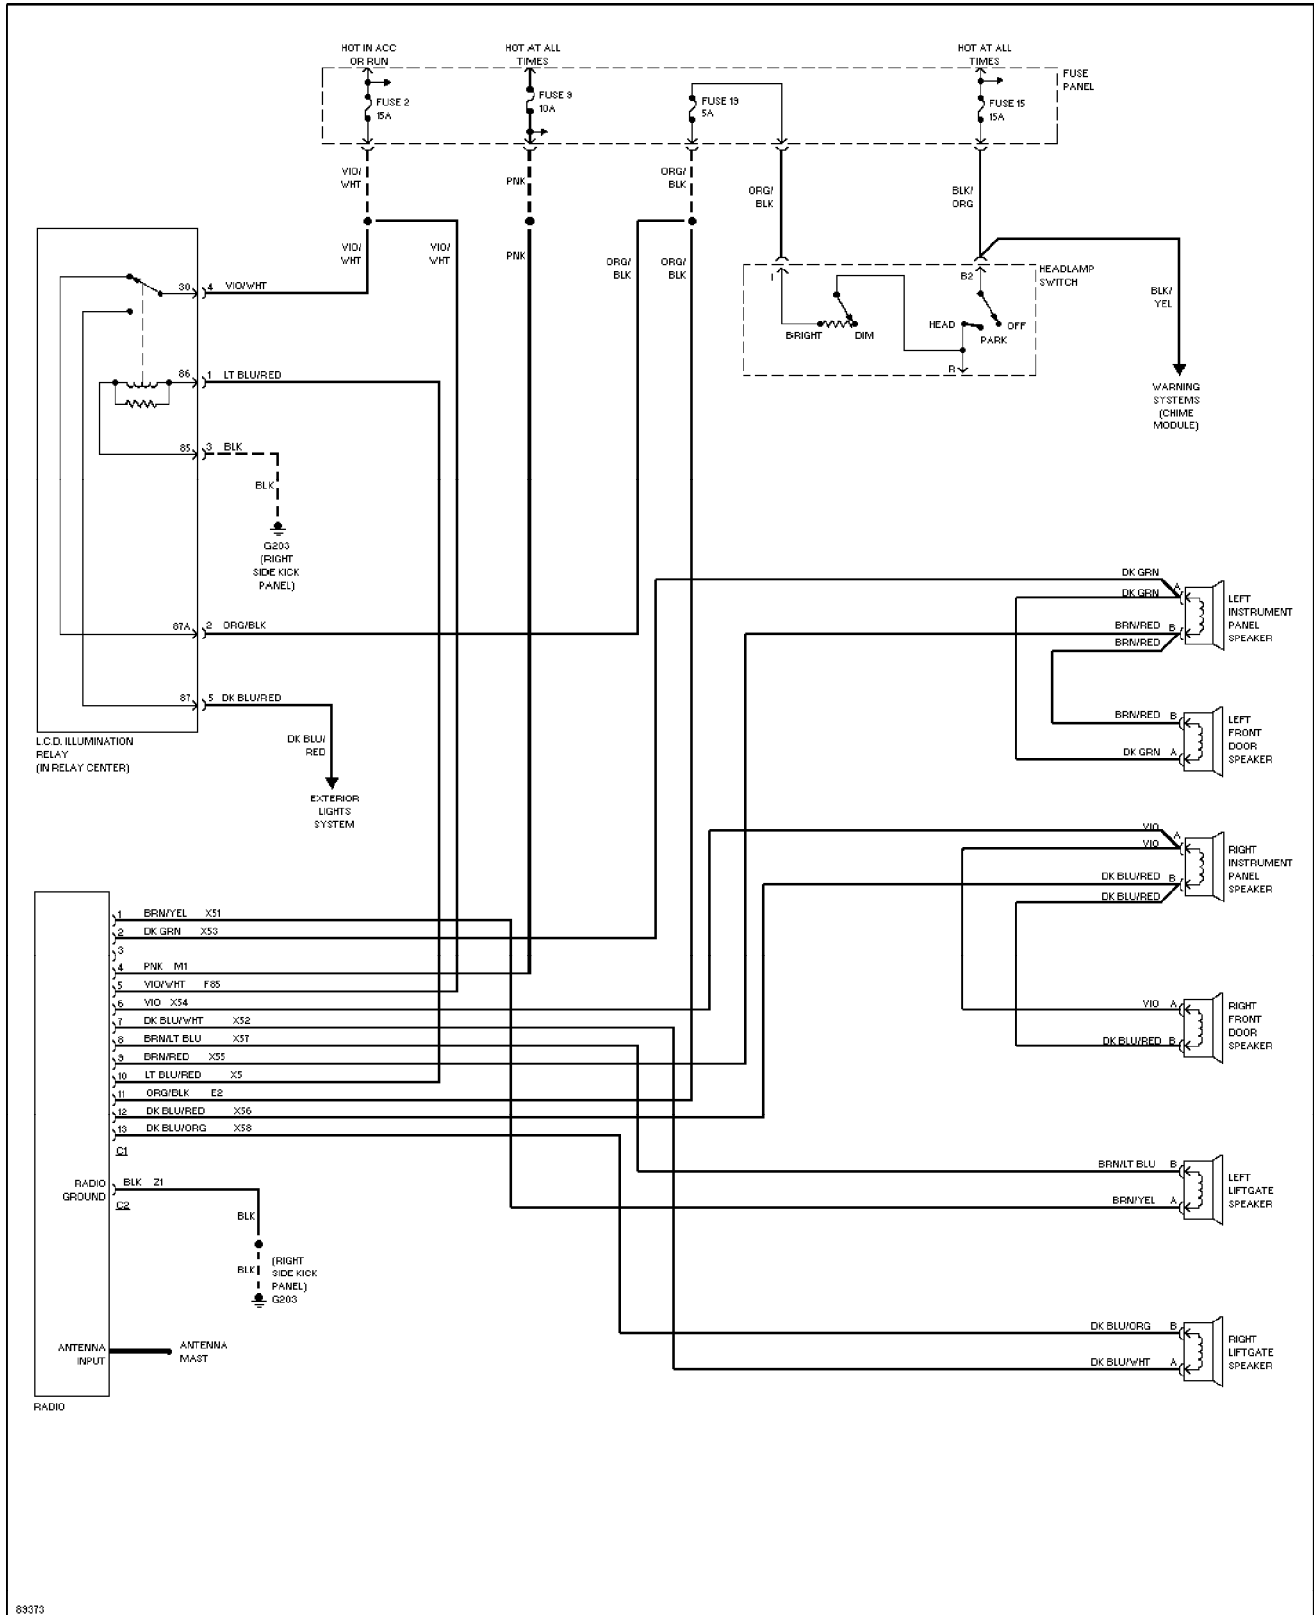 HOT IN ACC
OR RUN
HOT AT ALL
TIMES
HOT AT ALL
TIMES
FUSE
PANEL
FUSE 2
15A
FUSE 9
10A
FUSE 19
5A
FUSE 15
15A
VIO/
WHT
PNK
ORG/
BLK
ORG/
BLK
BLK/
ORG
VIO/
WHT
VIO/
WHT
PNK
ORG/
BLK
ORG/
BLK
30
4
VIO/WHT
I
B2
HEADLAMP
SWITCH
BRIGHT
DIM
HEAD
OFF
PARK
R
BLK/
YEL
WARNING
SYSTEMS
(CHIME
MODULE)
86
1
LT BLU/RED
85
3
BLK
BLK
G203
(RIGHT
SIDE KICK
PANEL)
87A
2
ORG/BLK
87
5
DK BLU/RED
DK BLU/
RED
L.C.D. ILLUMINATION
RELAY
(IN RELAY CENTER)
EXTERIOR
LIGHTS
SYSTEM
DK GRN
A
DK GRN
BRN/RED
B
BRN/RED
LEFT
INSTRUMENT
PANEL
SPEAKER
BRN/RED
B
DK GRN
A
LEFT
FRONT
DOOR
SPEAKER
VIO
A
VIO
DK BLU/RED
B
DK BLU/RED
RIGHT
INSTRUMENT
PANEL
SPEAKER
VIO
A
DK BLU/RED
B
RIGHT
FRONT
DOOR
SPEAKER
1 BRN/YEL X51
2 DK GRN X53
3
4 PNK M1
5 VIO/WHT F85
6 VIO X54
7 DK BLU/WHT X52
8 BRN/LT BLU X57
9 BRN/RED X55
10 LT BLU/RED X5
11 ORG/BLK E2
12 DK BLU/RED X56
13 DK BLU/ORG X58
C1
RADIO
GROUND
BLK Z1
C2
BLK
BLK
(RIGHT
SIDE KICK
PANEL)
G203
ANTENNA
INPUT
ANTENNA
MAST
RADIO
BRN/LT BLU
B
BRN/YEL
A
LEFT
LIFTGATE
SPEAKER
DK BLU/ORG
B
DK BLU/WHT
A
RIGHT
LIFTGATE
SPEAKER
89373